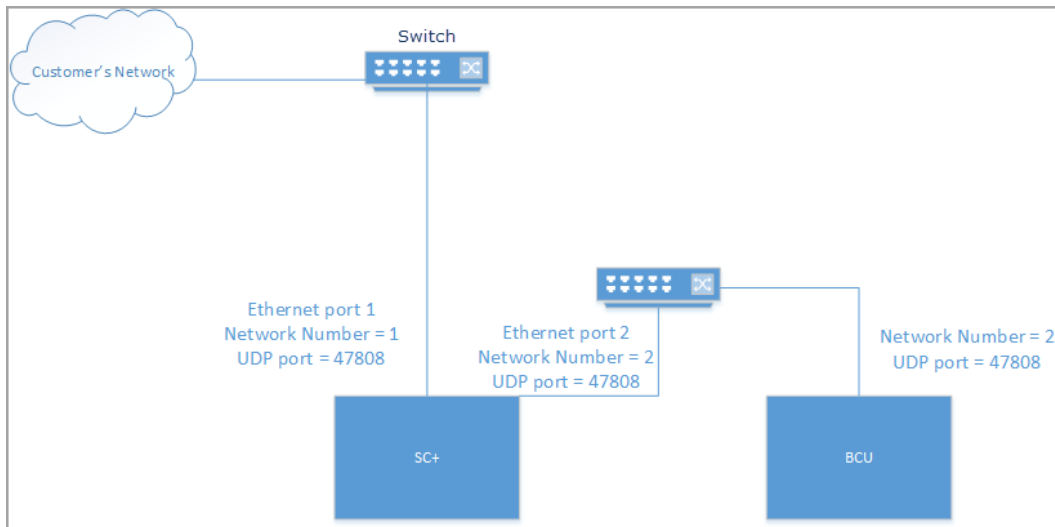 Switch
Customer's Network
Ethernet port 1
Network Number = 1
UDP port = 47808
Ethernet port 2
Network Number = 2
UDP port = 47808
Network Number = 2
UDP port = 47808
SC+
BCU